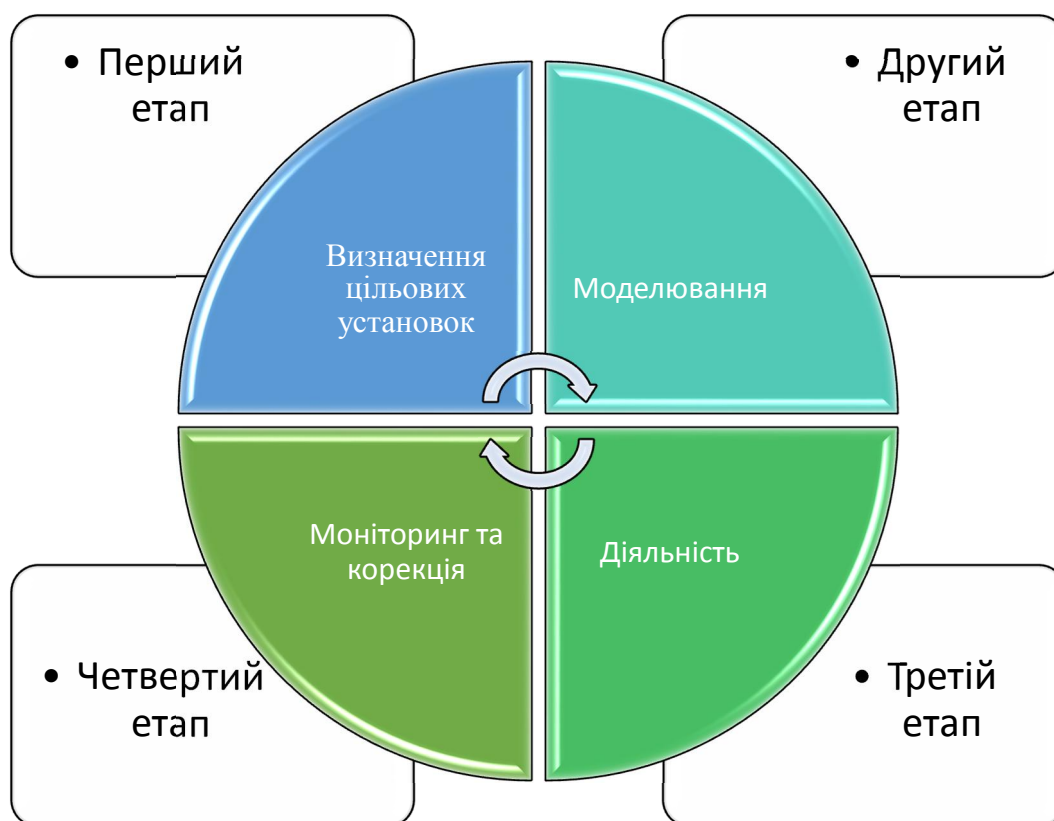 • Перший
етап
• Другий
етап
Визначення
цільових
установок
Моделювання
Моніторинг та
корекція
Діяльність
• Четвертий
етап
• Третій
етап